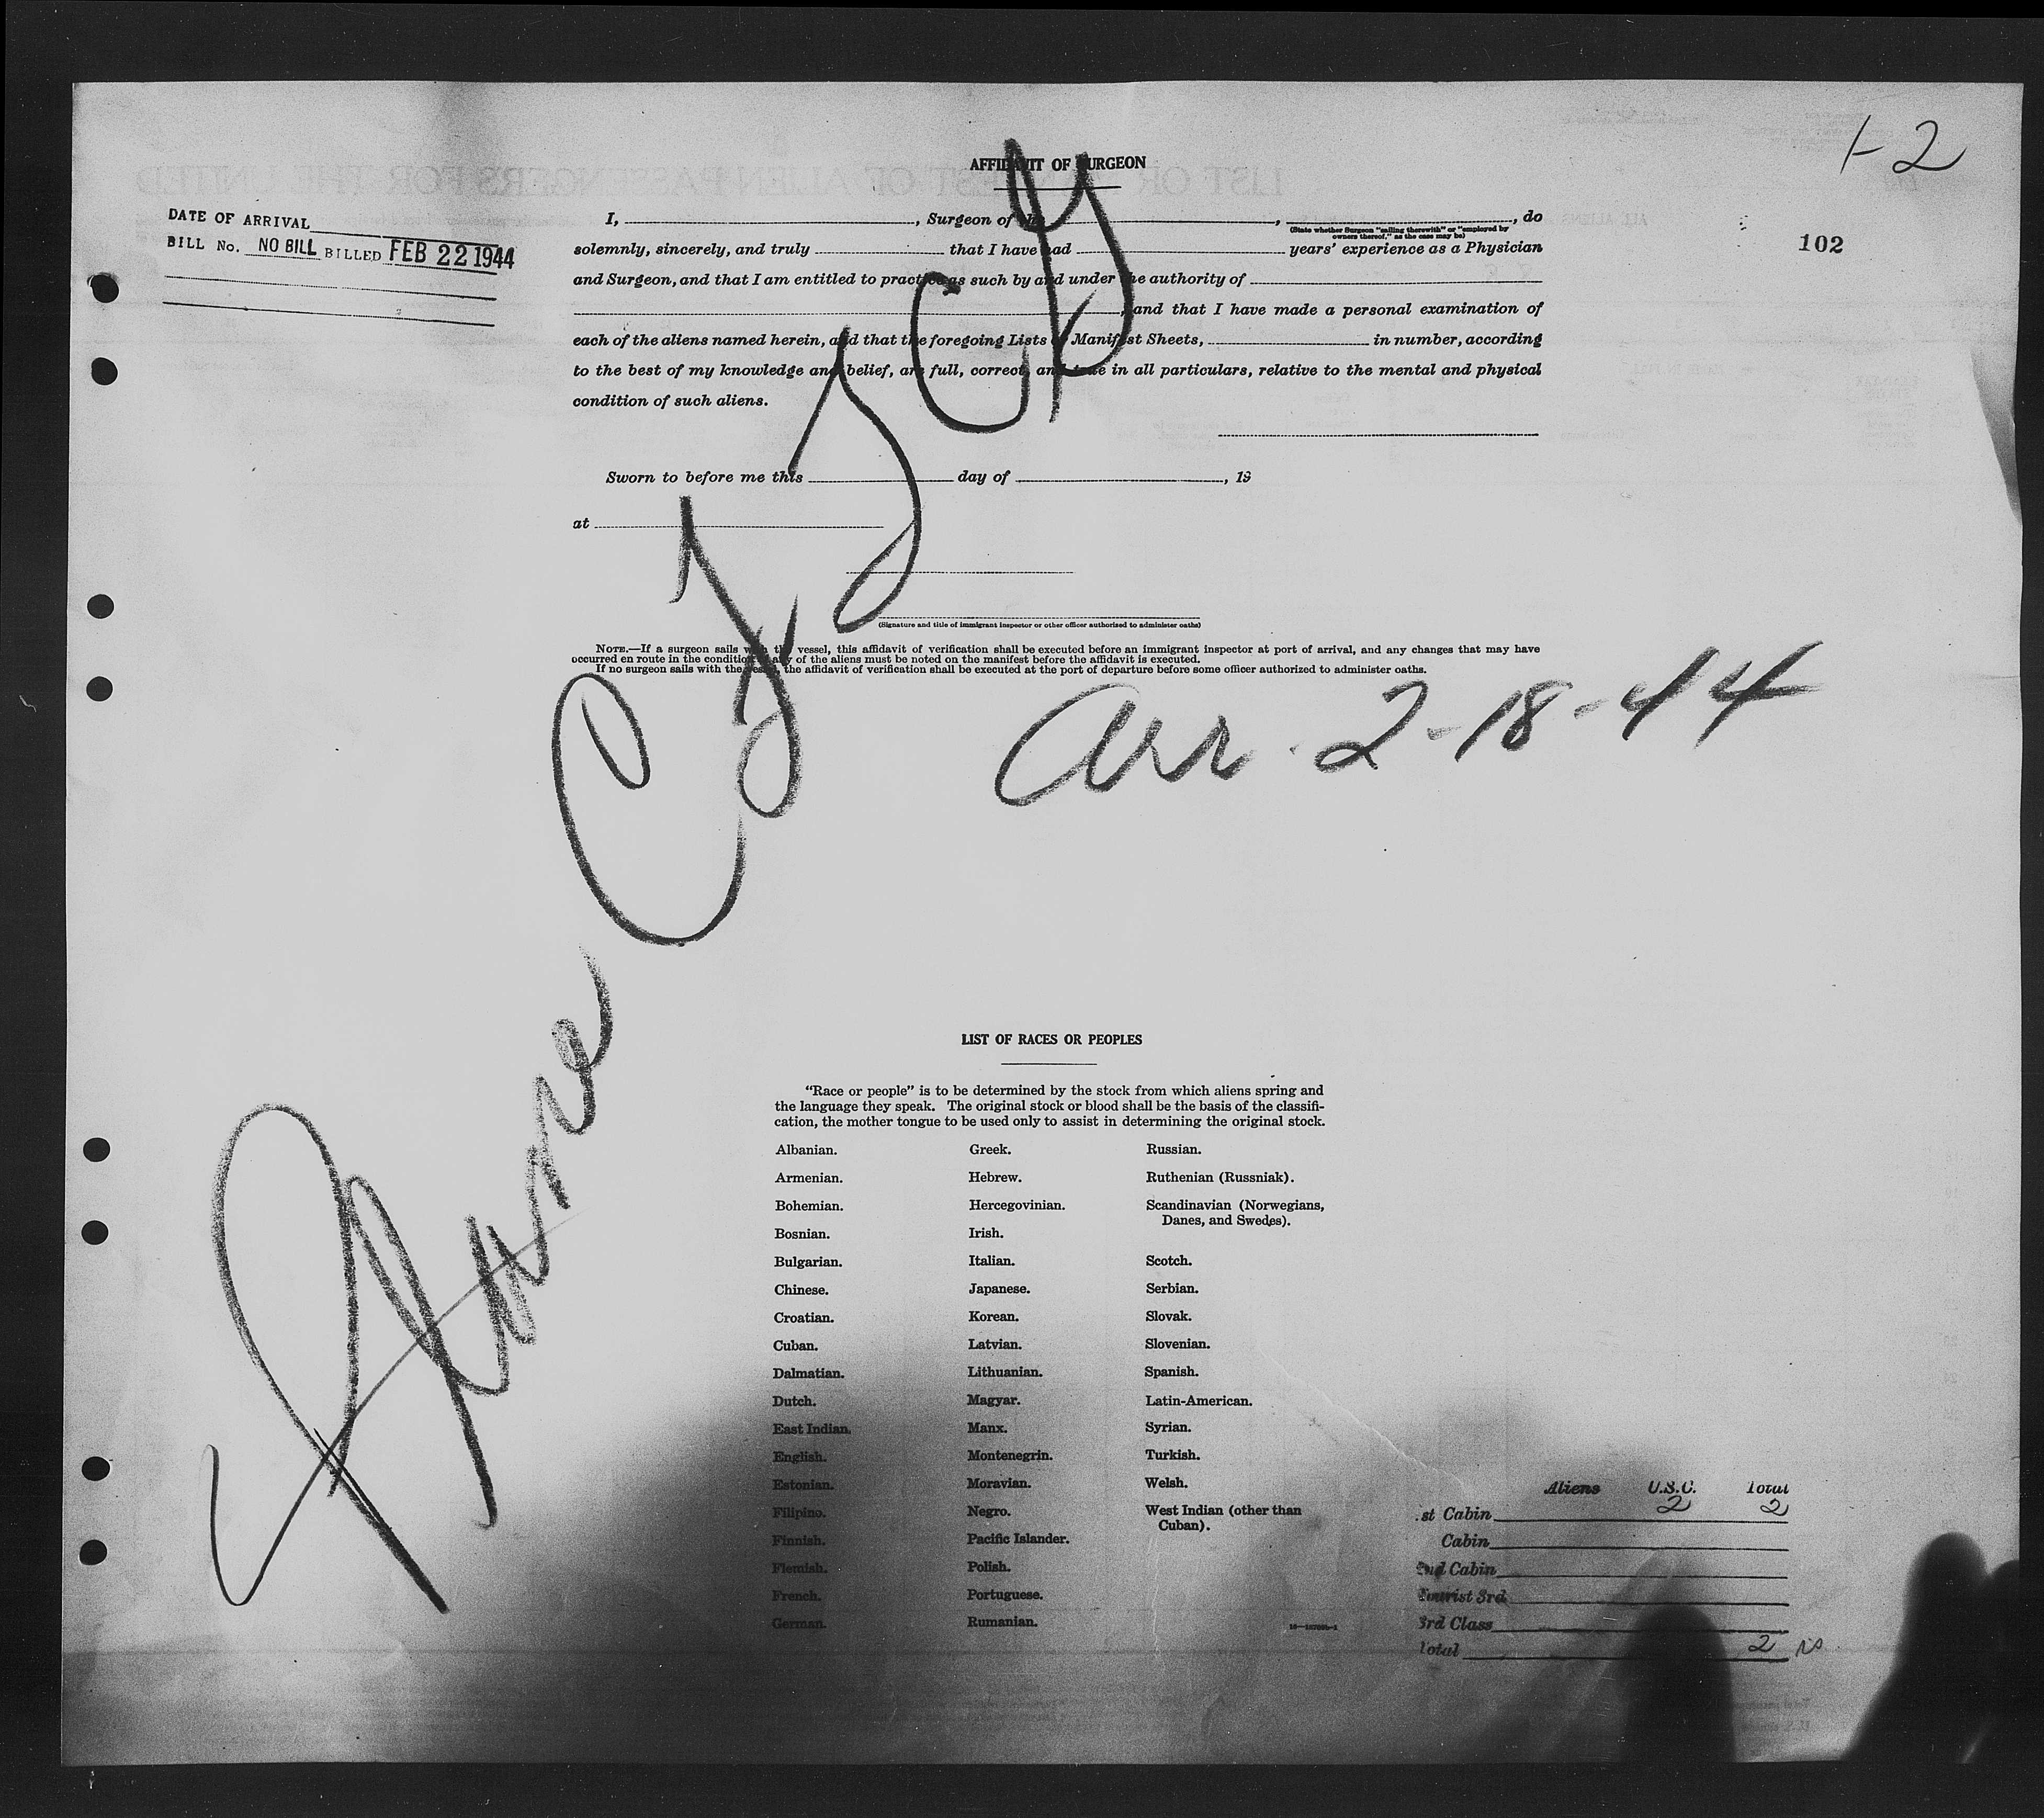 1-2
AFFIDAVIT OF SURGEON
DATE OF ARRIVAL
BILL No. NO BILL BILLED FEB 22 1944
102
I, , Surgeon of the , , do
(State whether Surgeon "sailing therewith" or "employed by
owners thereof," as the case may be)
solemnly, sincerely, and truly that I have had years' experience as a Physician
and Surgeon, and that I am entitled to practice as such by and under the authority of
, and that I have made a personal examination of
each of the aliens named herein, and that the foregoing Lists or Manifest Sheets, in number, according
to the best of my knowledge and belief, are full, correct, and true in all particulars, relative to the mental and physical
condition of such aliens.
Sworn to before me this day of , 19
at
(Signature and title of immigrant inspector or other officer authorized to administer oaths)
NOTE.—If a surgeon sails with the vessel, this affidavit of verification shall be executed before an immigrant inspector at port of arrival, and any changes that may have
occurred en route in the condition of any of the aliens must be noted on the manifest before the affidavit is executed.
If no surgeon sails with the vessel, the affidavit of verification shall be executed at the port of departure before some officer authorized to administer oaths.
Arr. 2-18-44
LIST OF RACES OR PEOPLES
"Race or people" is to be determined by the stock from which aliens spring and
the language they speak. The original stock or blood shall be the basis of the classifi-
cation, the mother tongue to be used only to assist in determining the original stock.
Albanian. Greek. Russian.
Armenian. Hebrew. Ruthenian (Russniak).
Bohemian. Hercegovinian. Scandinavian (Norwegians,
Danes, and Swedes).
Bosnian. Irish.
Bulgarian. Italian. Scotch.
Chinese. Japanese. Serbian.
Croatian. Korean. Slovak.
Cuban. Latvian. Slovenian.
Dalmatian. Lithuanian. Spanish.
Dutch. Magyar. Latin-American.
East Indian. Manx. Syrian.
English. Montenegrin. Turkish.
Estonian. Moravian. Welsh.
Filipino. Negro. West Indian (other than
Cuban).
Finnish. Pacific Islander.
Flemish. Polish.
French. Portuguese.
German. Rumanian.
Aliens U.S.C. Total
st Cabin 2 2
Cabin
2nd Cabin
Tourist 3rd
3rd Class
Total 2